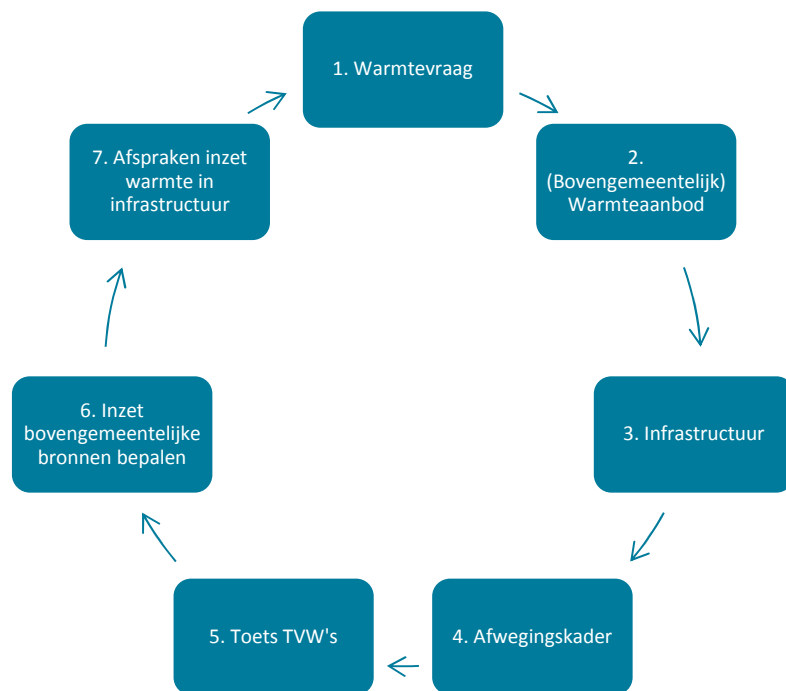 1. Warmtevraag
2.
(Bovengemeentelijk)
Warmteaanbod
3. Infrastructuur
4. Afwegingskader
5. Toets TVW's
6. Inzet
bovengemeentelijke
bronnen bepalen
7. Afspraken inzet
warmte in
infrastructuur